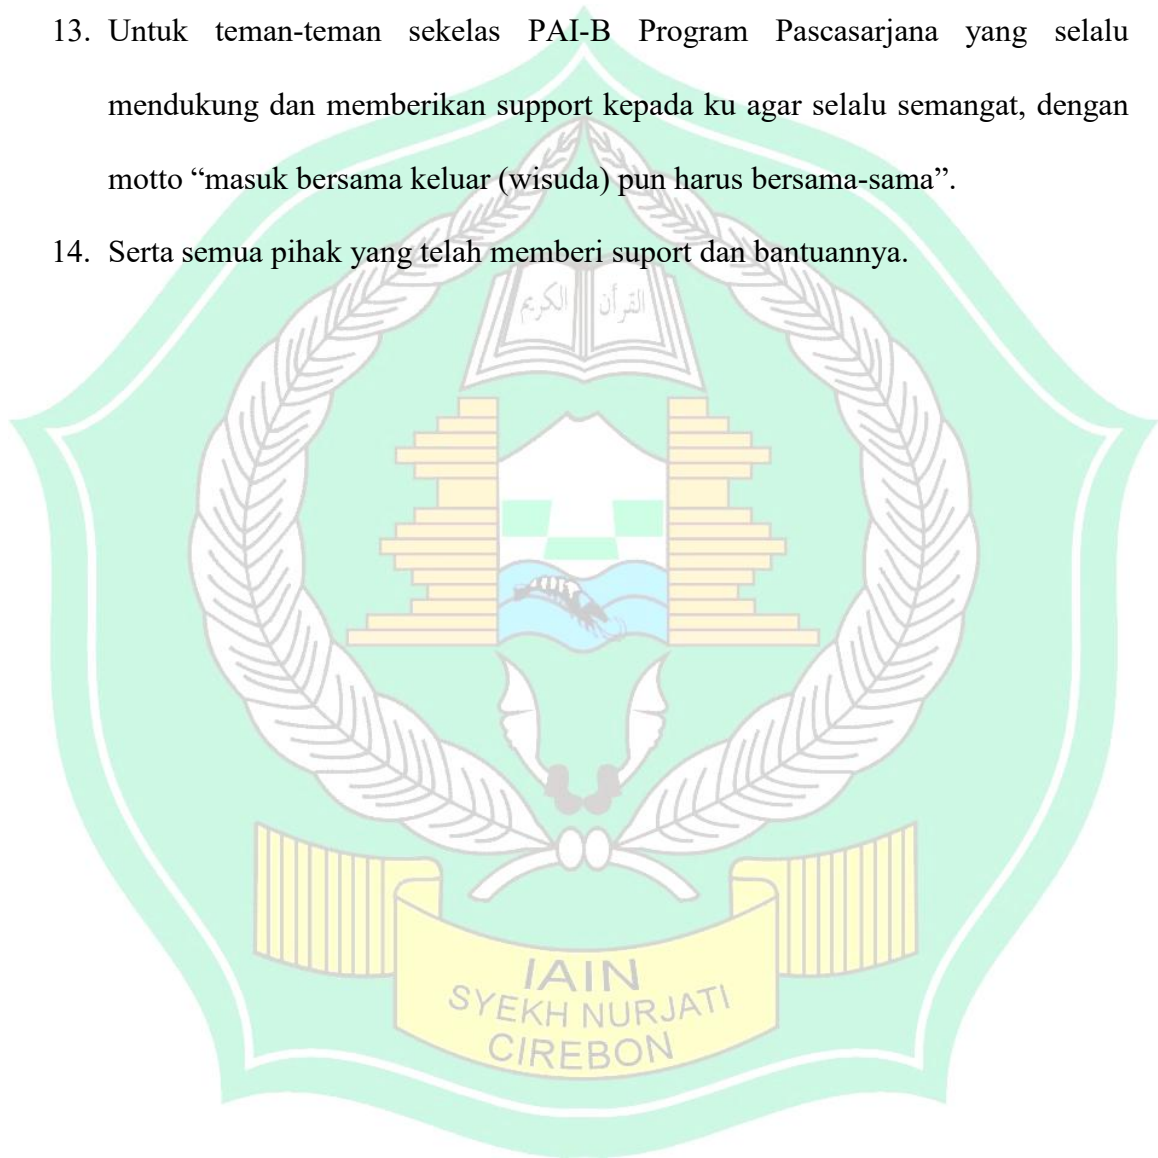 13. Untuk teman-teman sekelas PAI-B Program Pascasarjana yang selalu
mendukung dan memberikan support kepada ku agar selalu semangat, dengan
motto “masuk bersama keluar (wisuda) pun harus bersama-sama”.
14. Serta semua pihak yang telah memberi suport dan bantuannya.
القرأن الكريم
IAIN
SYEKH NURJATI
CIREBON